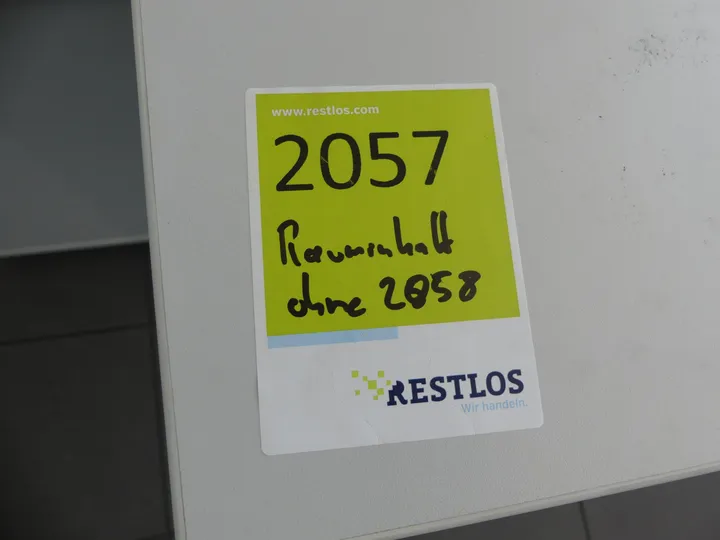 www.restlos.com
2057
Rauminhalt
ohne 2058
RESTLOS
Wir handeln.